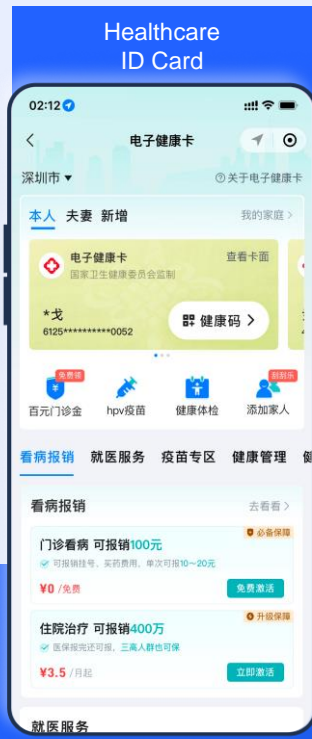 Healthcare
ID Card
02:12
电子健康卡
深圳市
关于电子健康卡
本人 夫妻 新增
我的家庭
电子健康卡
查看卡面
国家卫生健康委员会监制
*戈
6125**********0052
健康码
免费领
刮刮乐
百元门诊金
hpv疫苗
健康体检
添加家人
看病报销 就医服务 疫苗专区 健康管理
看病报销
去看看
必备保障
门诊看病 可报销100元
可报销挂号、买药费用，单次可报10~20元
¥0 /免费
免费激活
升级保障
住院治疗 可报销400万
医保报完还可报，三高人群也可保
¥3.5 /月起
立即激活
就医服务